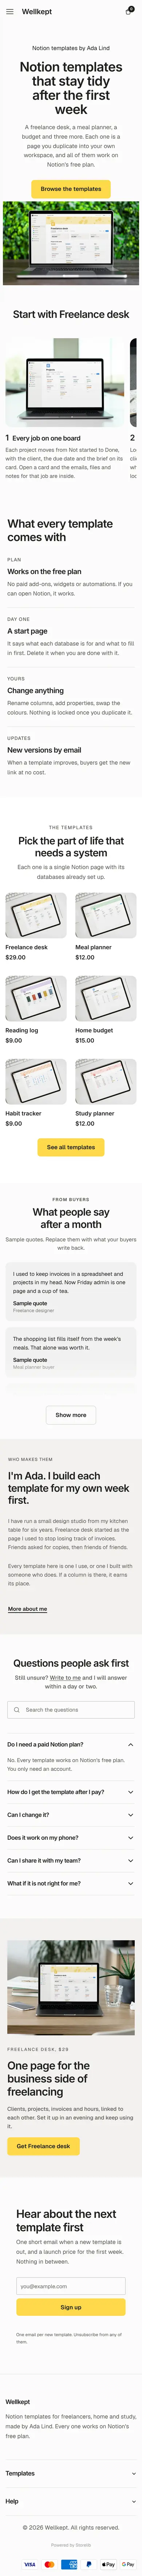 Wellkept
0
Notion templates by Ada Lind
Notion templates
that stay tidy
after the first
week
A freelance desk, a meal planner, a
budget and three more. Each one is a
page you duplicate into your own
workspace, and all of them work on
Notion's free plan.
Browse the templates
Start with Freelance desk
1 Every job on one board
2
Each project moves from Not started to Done,
with the client, the due date and the brief on its
card. Open a card and the emails, files and
notes for that job are inside.
What every template
comes with
PLAN
Works on the free plan
No paid add-ons, widgets or automations. If you
can open Notion, it works.
DAY ONE
A start page
It says what each database is for and what to fill
in first. Delete it when you are done with it.
YOURS
Change anything
Rename columns, add properties, swap the
colours. Nothing is locked once you duplicate it.
UPDATES
New versions by email
When a template improves, buyers get the new
link at no cost.
THE TEMPLATES
Pick the part of life that
needs a system
Each one is a single Notion page with its
databases already set up.
Freelance desk
$29.00
Meal planner
$12.00
Reading log
$9.00
Home budget
$15.00
Habit tracker
$9.00
Study planner
$12.00
See all templates
FROM BUYERS
What people say
after a month
Sample quotes. Replace them with what your buyers
write back.
I used to keep invoices in a spreadsheet and
projects in my head. Now Friday admin is one
page and a cup of tea.
Sample quote
Freelance designer
The shopping list fills itself from the week's
meals. That alone was worth it.
Sample quote
Meal planner buyer
Show more
WHO MAKES THEM
I'm Ada. I build each
template for my own week
first.
I have run a small design studio from my kitchen
table for six years. Freelance desk started as the
page I used to stop losing track of invoices.
Friends asked for copies, then friends of friends.
Every template here is one I use, or one I built with
someone who does. If a column is there, it earns
its place.
More about me
Questions people ask first
Still unsure? Write to me and I will answer
within a day or two.
Search the questions
Do I need a paid Notion plan?
No. Every template works on Notion's free plan.
You only need an account.
How do I get the template after I pay?
Can I change it?
Does it work on my phone?
Can I share it with my team?
What if it is not right for me?
FREELANCE DESK, $29
One page for the
business side of
freelancing
Clients, projects, invoices and hours, linked to
each other. Set it up in an evening and keep using
it.
Get Freelance desk
Hear about the next
template first
One short email when a new template is
out, and a launch price for the first week.
Nothing in between.
you@example.com
Sign up
One email per new template. Unsubscribe from any of
them.
Wellkept
Notion templates for freelancers, home and study,
made by Ada Lind. Every one works on Notion's
free plan.
Templates
Help
© 2026 Wellkept. All rights reserved.
VISA
Pay
G Pay